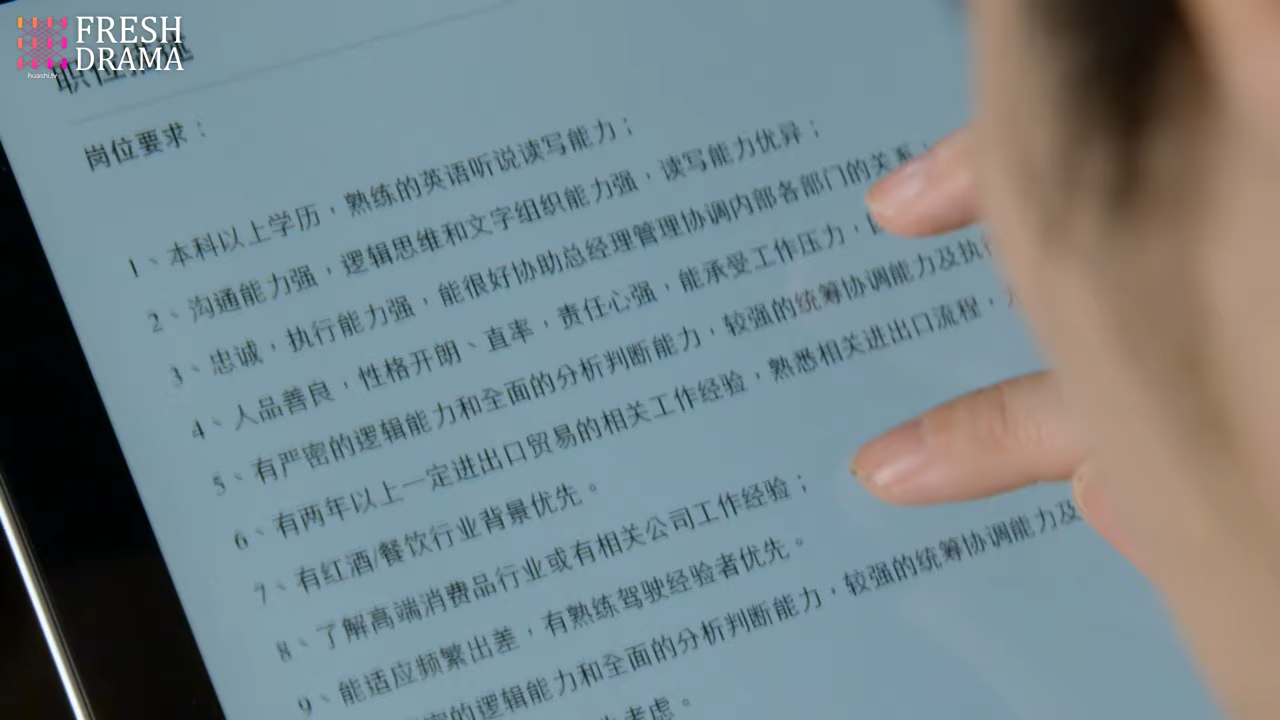 FRESH
DRAMA
huashi.tv
职位描述
岗位要求：
1、本科以上学历，熟练的英语听说读写能力；
2、沟通能力强，逻辑思维和文字组织能力强，读写能力优异；
3、忠诚，执行能力强，能很好协助总经理管理协调内部各部门的关系，
4、人品善良，性格开朗、直率，责任心强，能承受工作压力，
5、有严密的逻辑能力和全面的分析判断能力，较强的统筹协调能力及执行
6、有两年以上一定进出口贸易的相关工作经验，熟悉相关进出口流程，
7、有红酒/餐饮行业背景优先。
8、了解高端消费品行业或有相关公司工作经验；
9、能适应频繁出差，有熟练驾驶经验者优先。
密的逻辑能力和全面的分析判断能力，较强的统筹协调能力及
考虑。